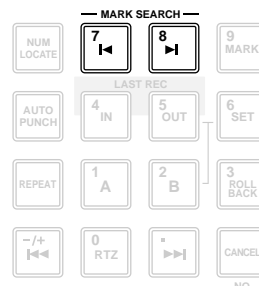 MARK SEARCH
NUM LOCATE 7 8 9 MARK
LAST REC
AUTO PUNCH 4 IN 5 OUT 6 SET
REPEAT 1 A 2 B 3 ROLL BACK
−/+ 0 RTZ . CANCEL
NO